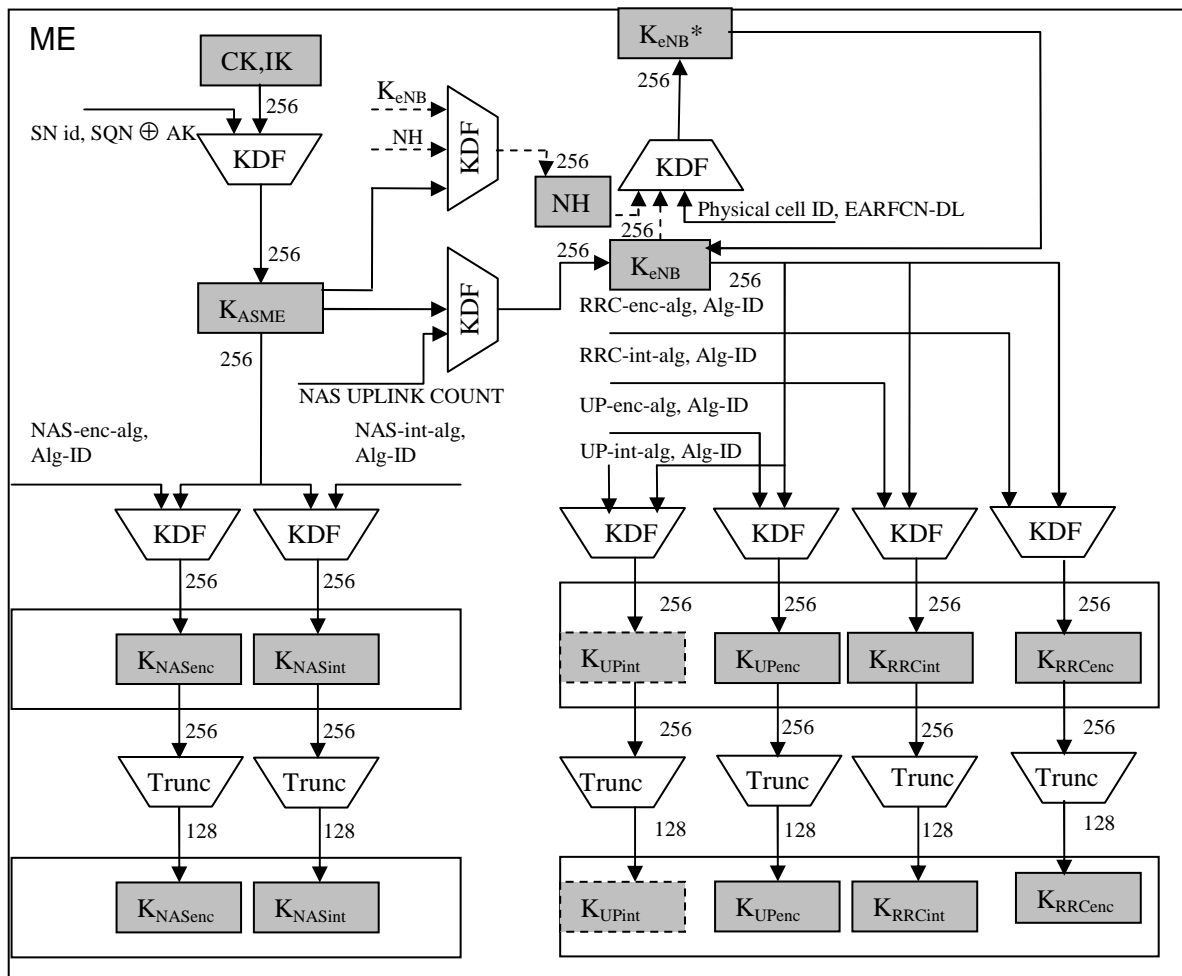 ME
K_eNB*
CK,IK
256
256
K_eNB
SN id, SQN ⊕ AK
KDF
KDF
NH
256
KDF
NH
Physical cell ID, EARFCN-DL
256
256
256
K_eNB
256
K_ASME
KDF
RRC-enc-alg, Alg-ID
256
RRC-int-alg, Alg-ID
NAS UPLINK COUNT
UP-enc-alg, Alg-ID
NAS-enc-alg,
Alg-ID
NAS-int-alg,
Alg-ID
UP-int-alg, Alg-ID
KDF
KDF
KDF
KDF
KDF
KDF
256
256
256
256
256
256
K_NASenc
K_NASint
K_UPint
K_UPenc
K_RRCint
K_RRCenc
256
256
256
256
256
256
Trunc
Trunc
Trunc
Trunc
Trunc
Trunc
128
128
128
128
128
128
K_NASenc
K_NASint
K_UPint
K_UPenc
K_RRCint
K_RRCenc